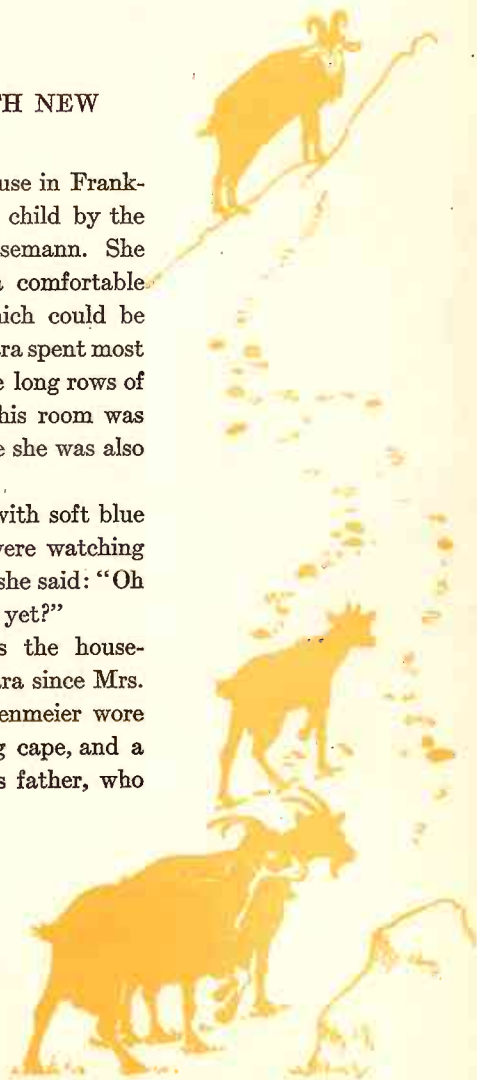 TH NEW
use in Frank-
child by the
semann. She
a comfortable
ich could be
ra spent most
e long rows of
his room was
e she was also
with soft blue
vere watching
she said: "Oh
yet?"
s the house-
ra since Mrs.
enmeier wore
g cape, and a
s father, who